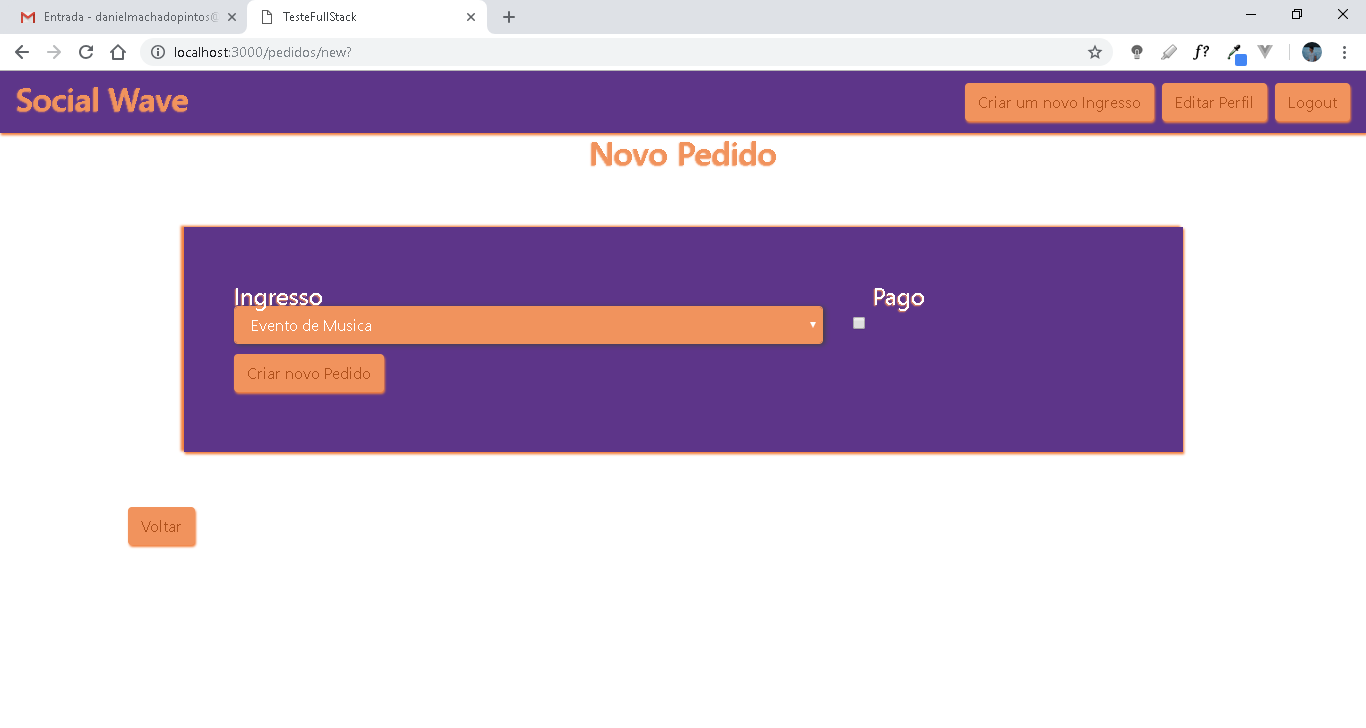 Entrada - danielmachadopintos@
TesteFullStack
localhost:3000/pedidos/new?
f?
Social Wave
Criar um novo Ingresso
Editar Perfil
Logout
Novo Pedido
Ingresso
Pago
Evento de Musica
Criar novo Pedido
Voltar